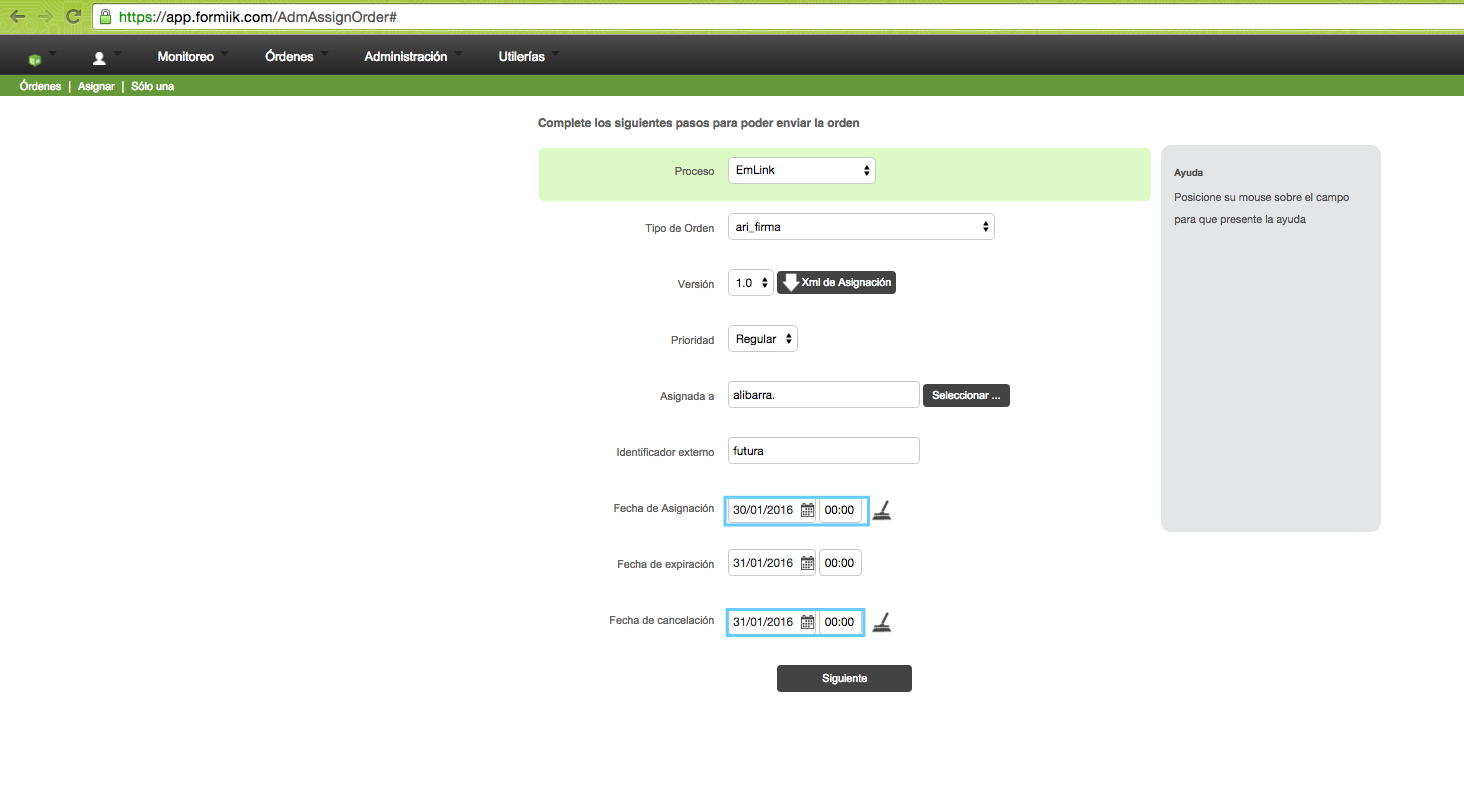 https://app.formiik.com/AdmAssignOrder#
Monitoreo Órdenes Administración Utilerías
Órdenes | Asignar | Sólo una
Complete los siguientes pasos para poder enviar la orden
Proceso EmLink
Tipo de Orden ari_firma
Versión 1.0 Xml de Asignación
Prioridad Regular
Asignada a alibarra. Seleccionar ...
Identificador externo futura
Fecha de Asignación 30/01/2016 00:00
Fecha de expiración 31/01/2016 00:00
Fecha de cancelación 31/01/2016 00:00
Siguiente
Ayuda
Posicione su mouse sobre el campo
para que presente la ayuda